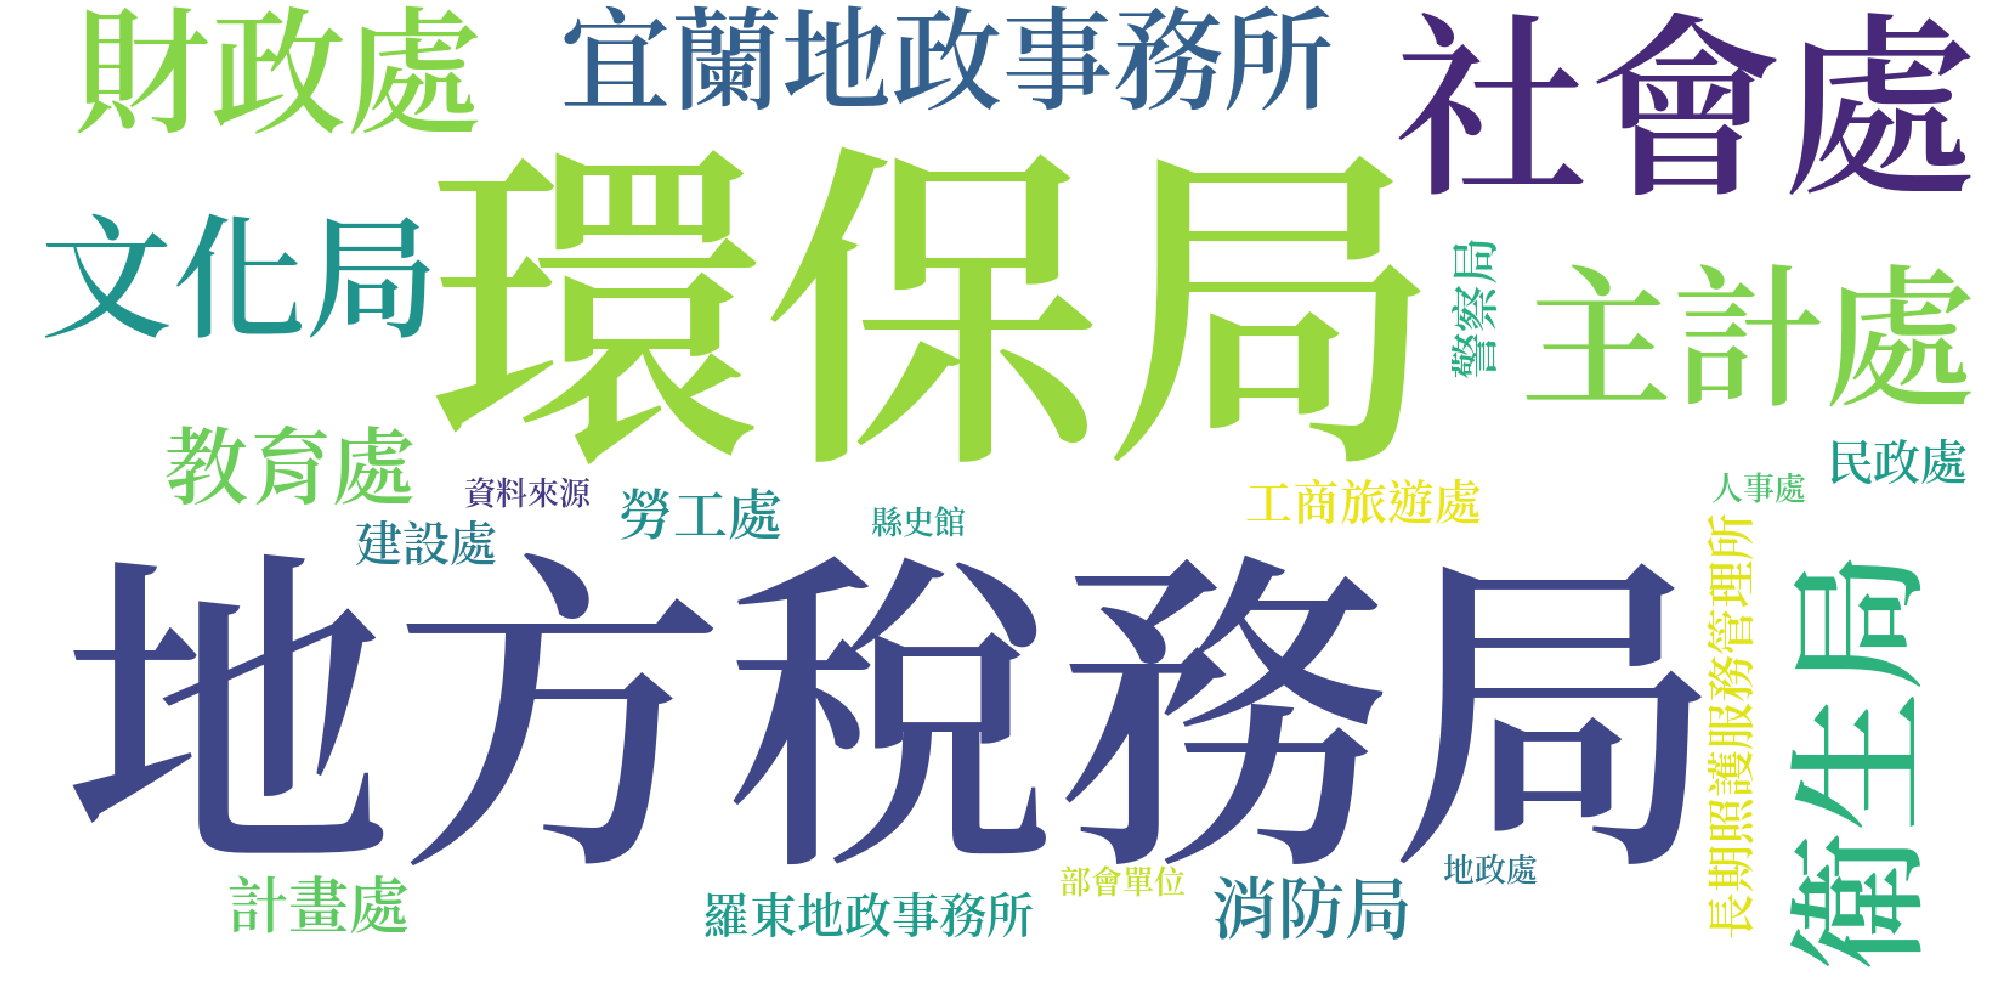 財政處
宜蘭地政事務所
社會處
環保局
文化局
警察局
主計處
教育處
民政處
資料來源
勞工處
縣史館
工商旅遊處
人事處
建設處
地方稅務局
長期照護服務管理所
衛生局
計畫處
羅東地政事務所
部會單位
消防局
地政處